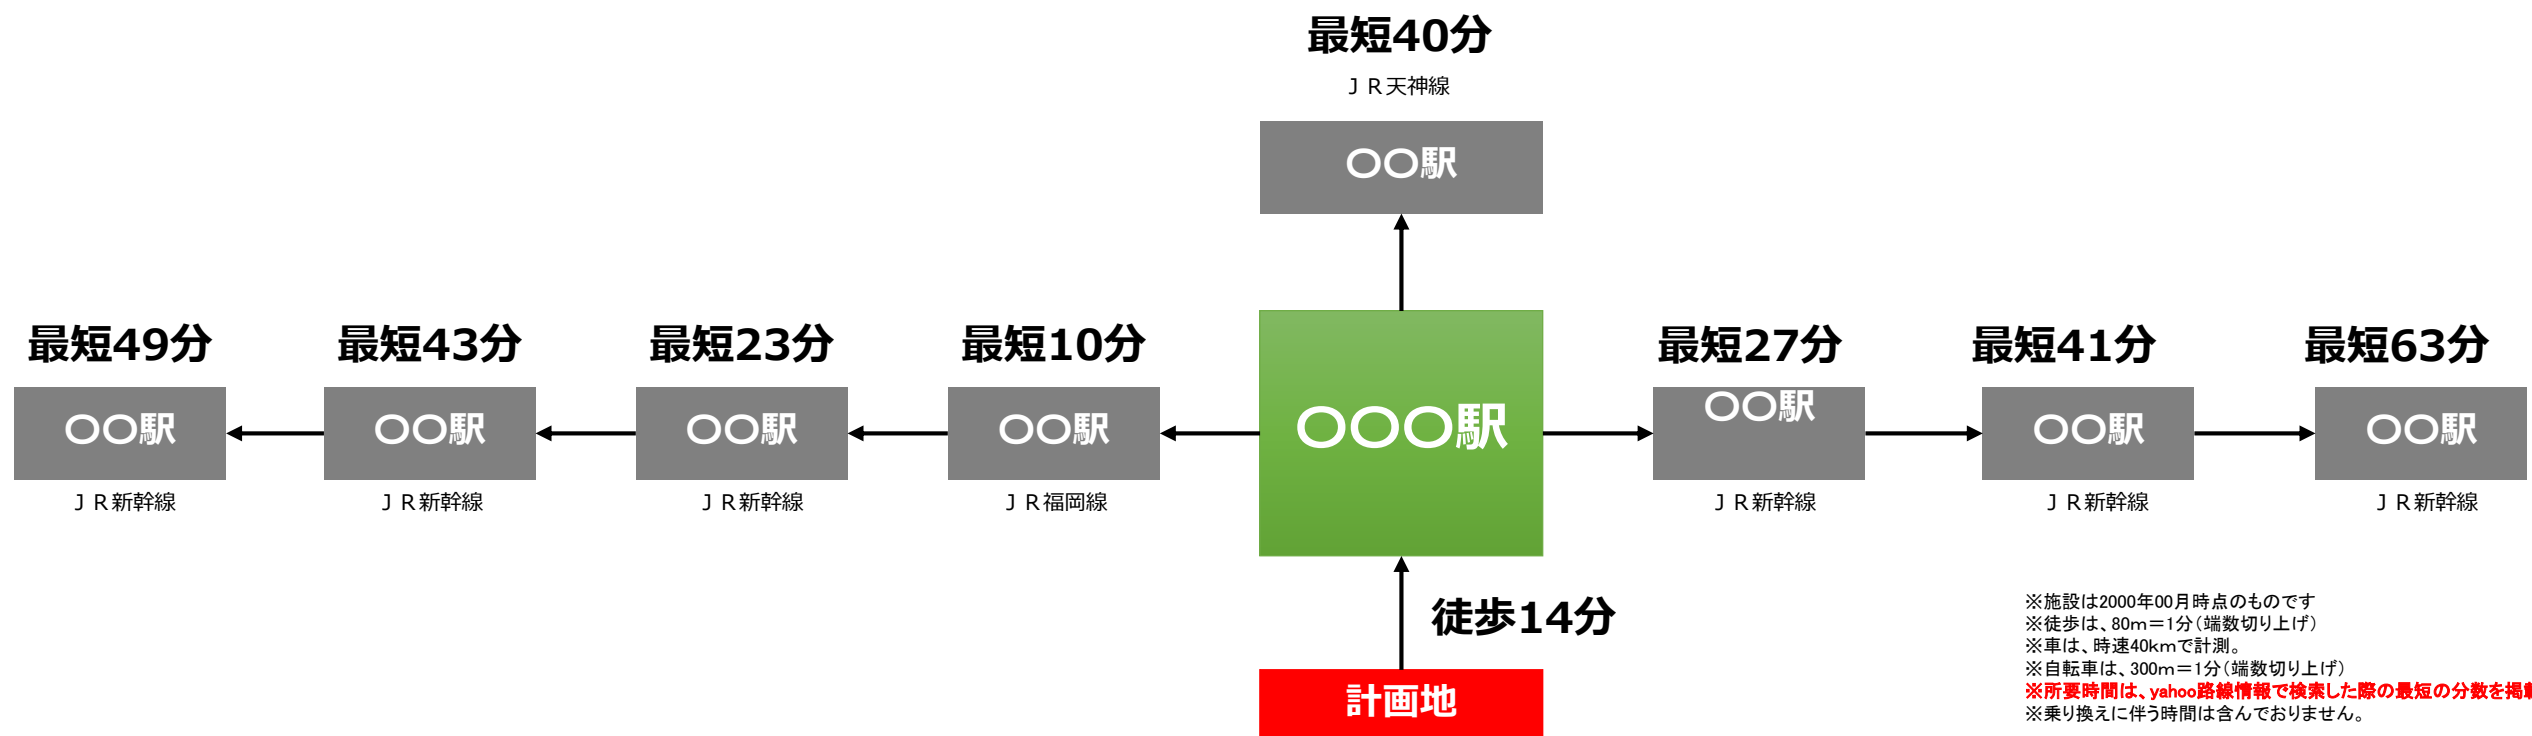 最短40分
ＪＲ天神線
〇〇駅
最短49分
最短43分
最短23分
最短10分
最短27分
最短41分
最短63分
〇〇駅
〇〇駅
〇〇駅
〇〇駅
〇〇〇駅
〇〇駅
〇〇駅
〇〇駅
ＪＲ新幹線
ＪＲ新幹線
ＪＲ新幹線
ＪＲ福岡線
ＪＲ新幹線
ＪＲ新幹線
ＪＲ新幹線
徒歩14分
計画地
※施設は2000年00月時点のものです
※徒歩は、80ｍ＝1分（端数切り上げ）
※車は、時速40ｋｍで計測。
※自転車は、300ｍ＝1分（端数切り上げ）
※所要時間は、yahoo路線情報で検索した際の最短の分数を掲
※乗り換えに伴う時間は含んでおりません。